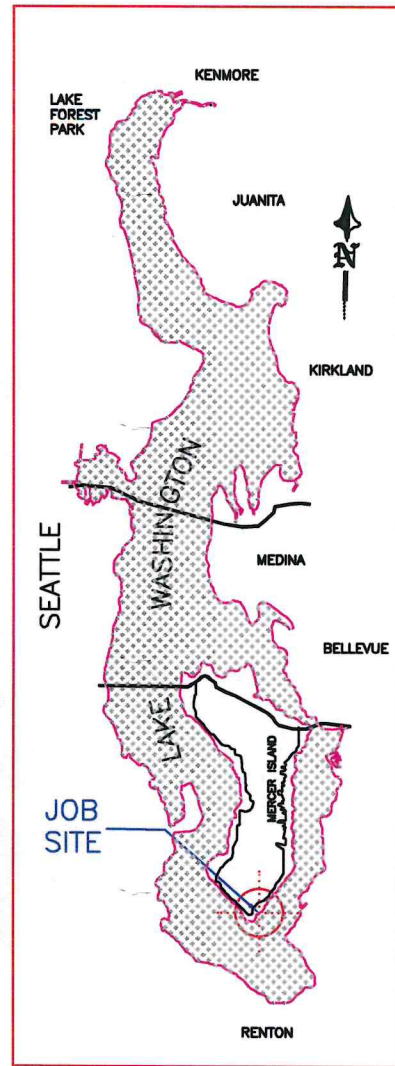 KENMORE
LAKE
FOREST
PARK
JUANITA
N
KIRKLAND
SEATTLE
LAKE WASHINGTON
MEDINA
BELLEVUE
MERCER ISLAND
JOB
SITE
RENTON